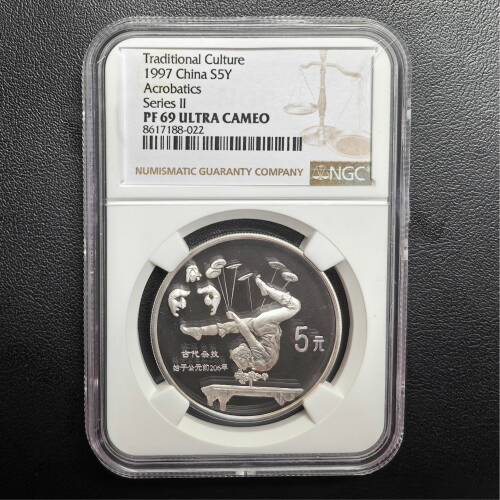 Traditional Culture
1997 China S5Y
Acrobatics
Series II
PF 69 ULTRA CAMEO
8617188-022
NUMISMATIC GUARANTY COMPANY
NGC
5元
古代杂技
始于公元前206年